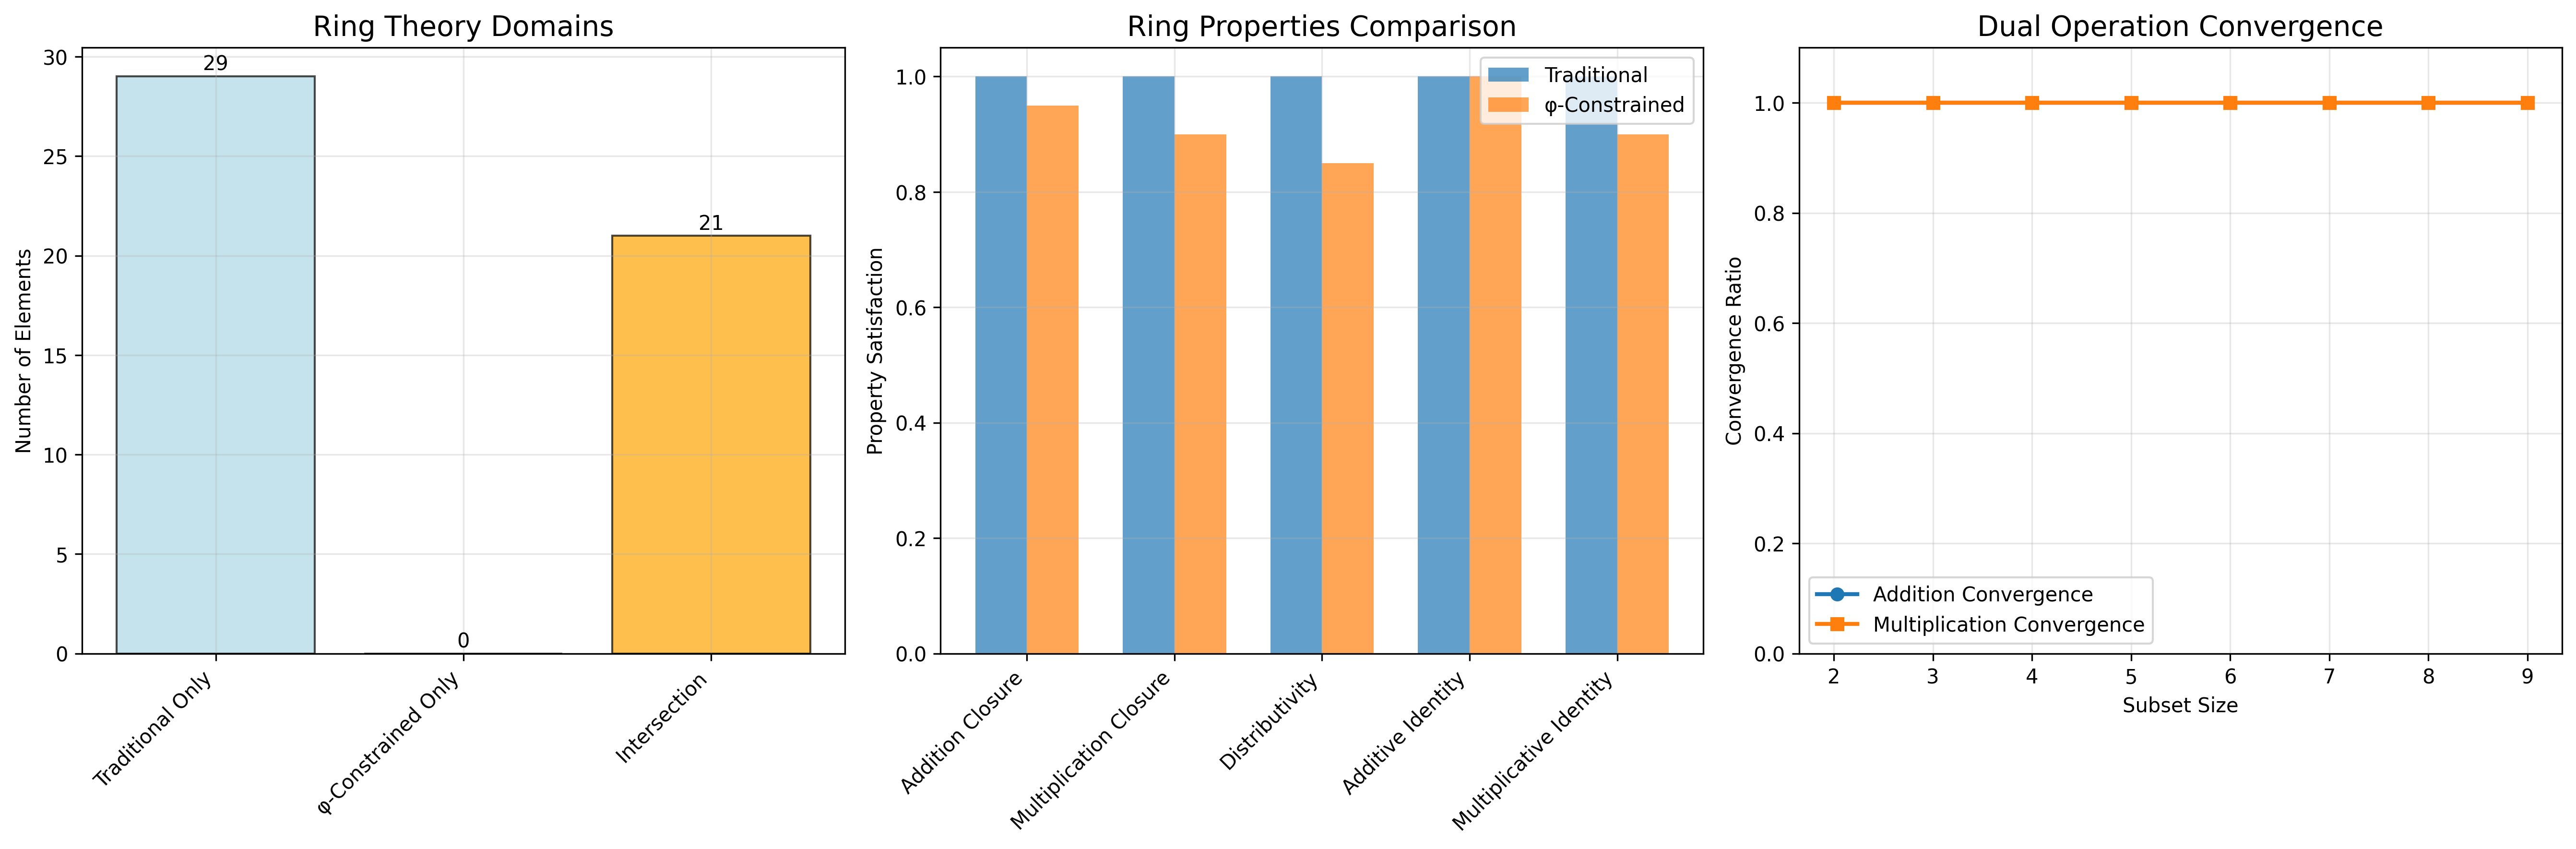 Ring Theory Domains
Number of Elements
30
25
20
15
10
5
0
29
0
21
Traditional Only
φ-Constrained Only
Intersection
Ring Properties Comparison
Property Satisfaction
1.0
0.8
0.6
0.4
0.2
0.0
Traditional
φ-Constrained
Addition Closure
Multiplication Closure
Distributivity
Additive Identity
Multiplicative Identity
Dual Operation Convergence
Convergence Ratio
1.0
0.8
0.6
0.4
0.2
0.0
Addition Convergence
Multiplication Convergence
2 3 4 5 6 7 8 9
Subset Size